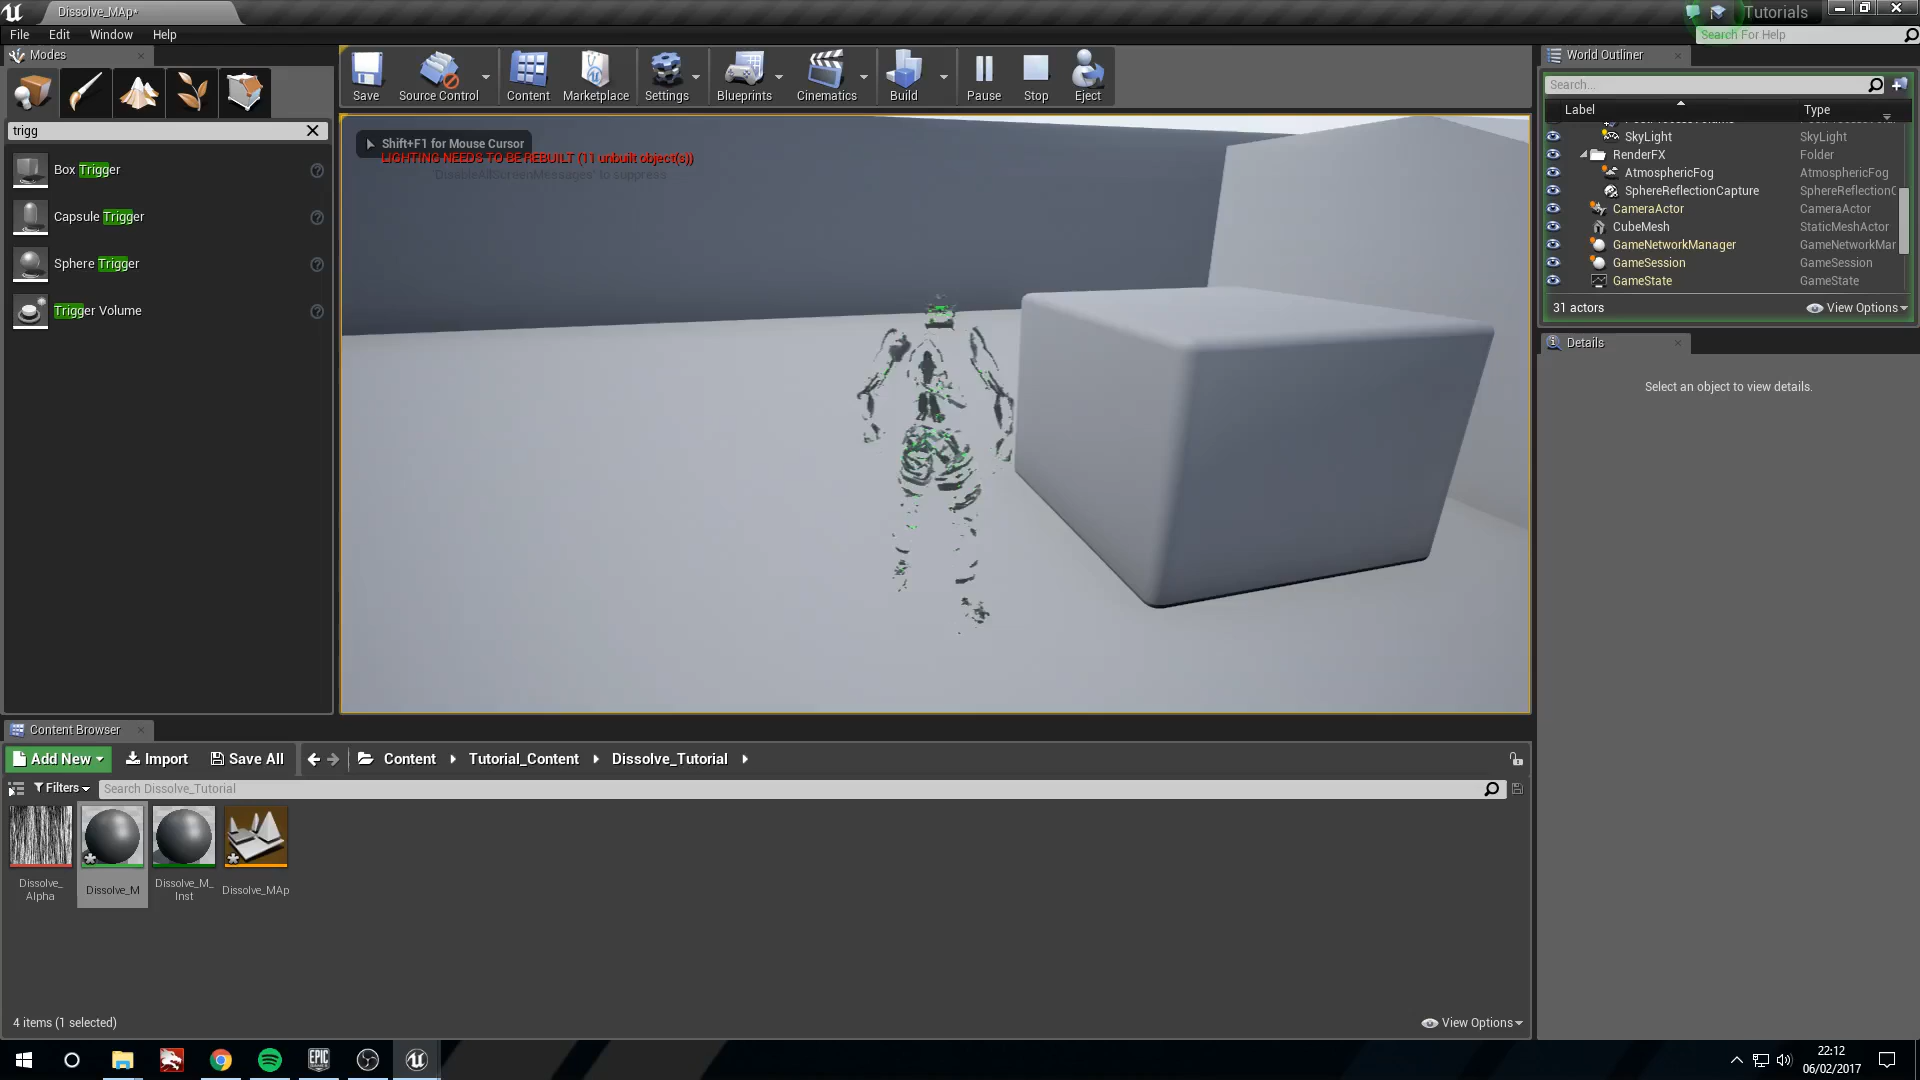 Dissolve_MAp*
Tutorials
File Edit Window Help
Search For Help
Modes
trigg
Box Trigger
Capsule Trigger
Sphere Trigger
Trigger Volume
Save
Source Control
Content
Marketplace
Settings
Blueprints
Cinematics
Build
Pause
Stop
Eject
Shift+F1 for Mouse Cursor
LIGHTING NEEDS TO BE REBUILT (11 unbuilt object(s))
'DisableAllScreenMessages' to suppress
World Outliner
Search...
Label Type
SkyLight SkyLight
RenderFX Folder
AtmosphericFog AtmosphericFog
SphereReflectionCapture SphereReflectionC
CameraActor CameraActor
CubeMesh StaticMeshActor
GameNetworkManager GameNetworkMar
GameSession GameSession
GameState GameState
31 actors View Options
Details
Select an object to view details.
Content Browser
Add New Import Save All Content Tutorial_Content Dissolve_Tutorial
Filters Search Dissolve_Tutorial
Dissolve_
Alpha
Dissolve_M
Dissolve_M_
Inst
Dissolve_MAp
4 items (1 selected) View Options
EPIC
GAMES
22:12
06/02/2017